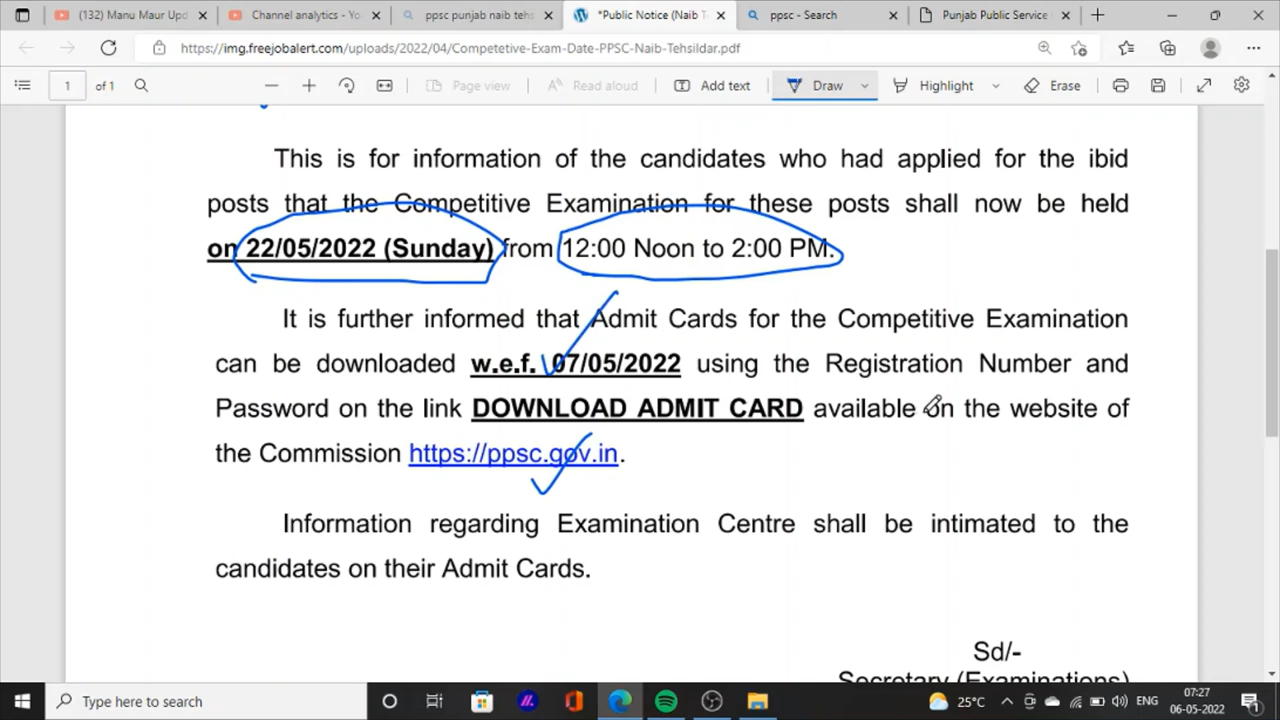 (132) Manu Maur Upd
Channel analytics - Yo
ppsc punjab naib tehs
*Public Notice (Naib T
ppsc - Search
Punjab Public Service
https://img.freejobalert.com/uploads/2022/04/Competetive-Exam-Date-PPSC-Naib-Tehsildar.pdf
1 of 1
Page view
Read aloud
Add text
Draw
Highlight
Erase
This is for information of the candidates who had applied for the ibid
posts that the Competitive Examination for these posts shall now be held
on 22/05/2022 (Sunday) from 12:00 Noon to 2:00 PM.
It is further informed that Admit Cards for the Competitive Examination
can be downloaded w.e.f. 07/05/2022 using the Registration Number and
Password on the link DOWNLOAD ADMIT CARD available on the website of
the Commission https://ppsc.gov.in.
Information regarding Examination Centre shall be intimated to the
candidates on their Admit Cards.
Sd/-
Secretary (Examinations)
Type here to search
25°C
ENG
07:27
06-05-2022
1